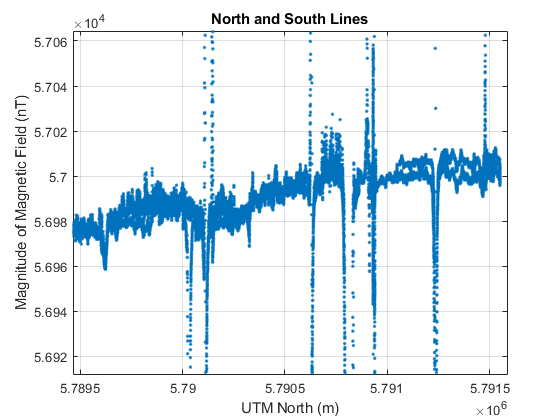 North and South Lines
×10⁴
5.706
5.704
5.702
5.7
5.698
5.696
5.694
5.692
Magnitude of Magnetic Field (nT)
5.7895 5.79 5.7905 5.791 5.7915
×10⁶
UTM North (m)